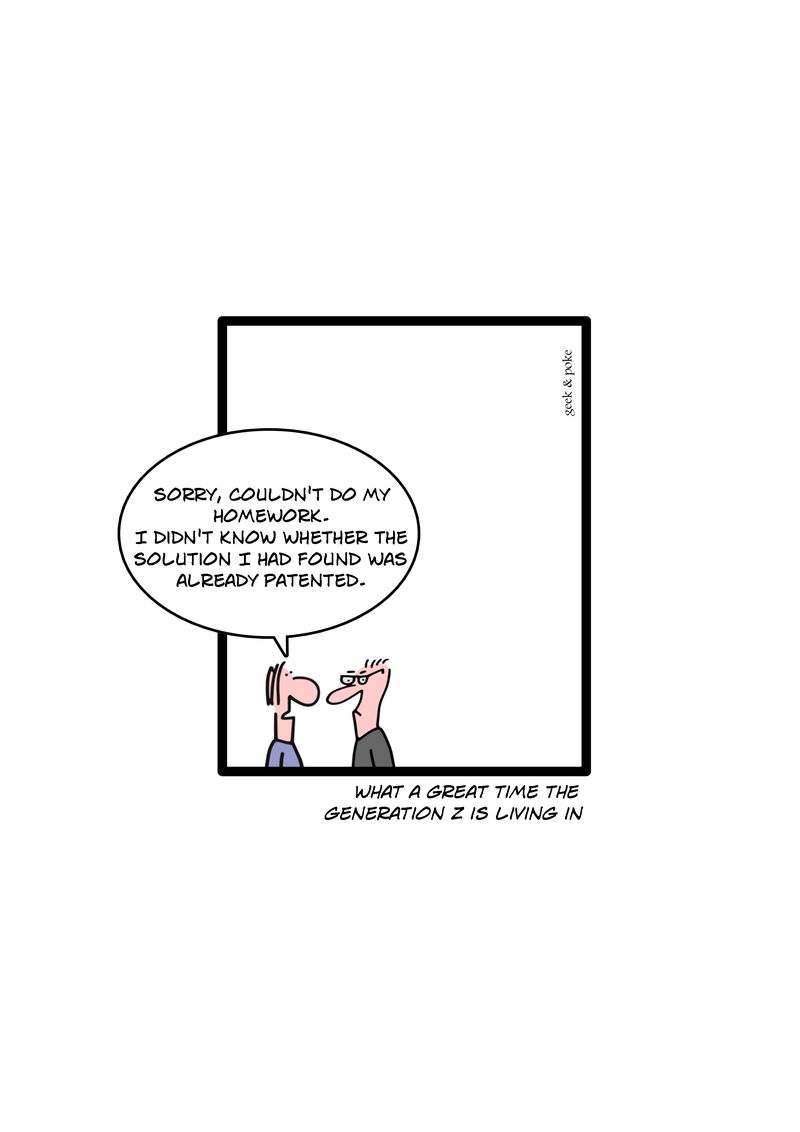 geek & poke
SORRY, COULDN'T DO MY
HOMEWORK.
I DIDN'T KNOW WHETHER THE
SOLUTION I HAD FOUND WAS
ALREADY PATENTED.
WHAT A GREAT TIME THE
GENERATION Z IS LIVING IN